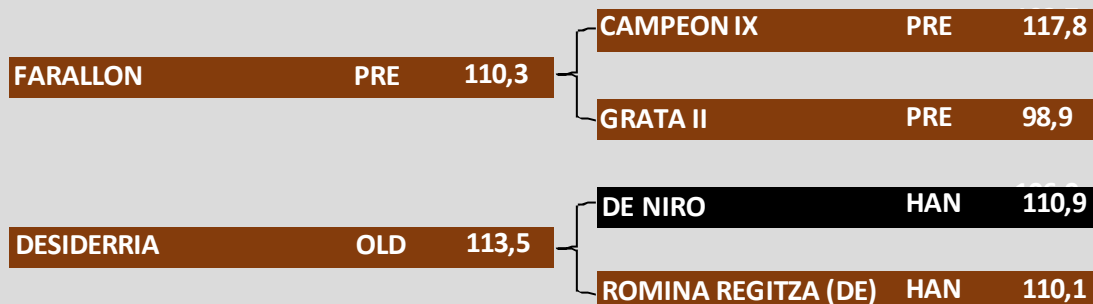 CAMPEON IX PRE 117,8
FARALLON PRE 110,3
GRATA II PRE 98,9
DE NIRO HAN 110,9
DESIDERRIA OLD 113,5
ROMINA REGITZA (DE) HAN 110,1